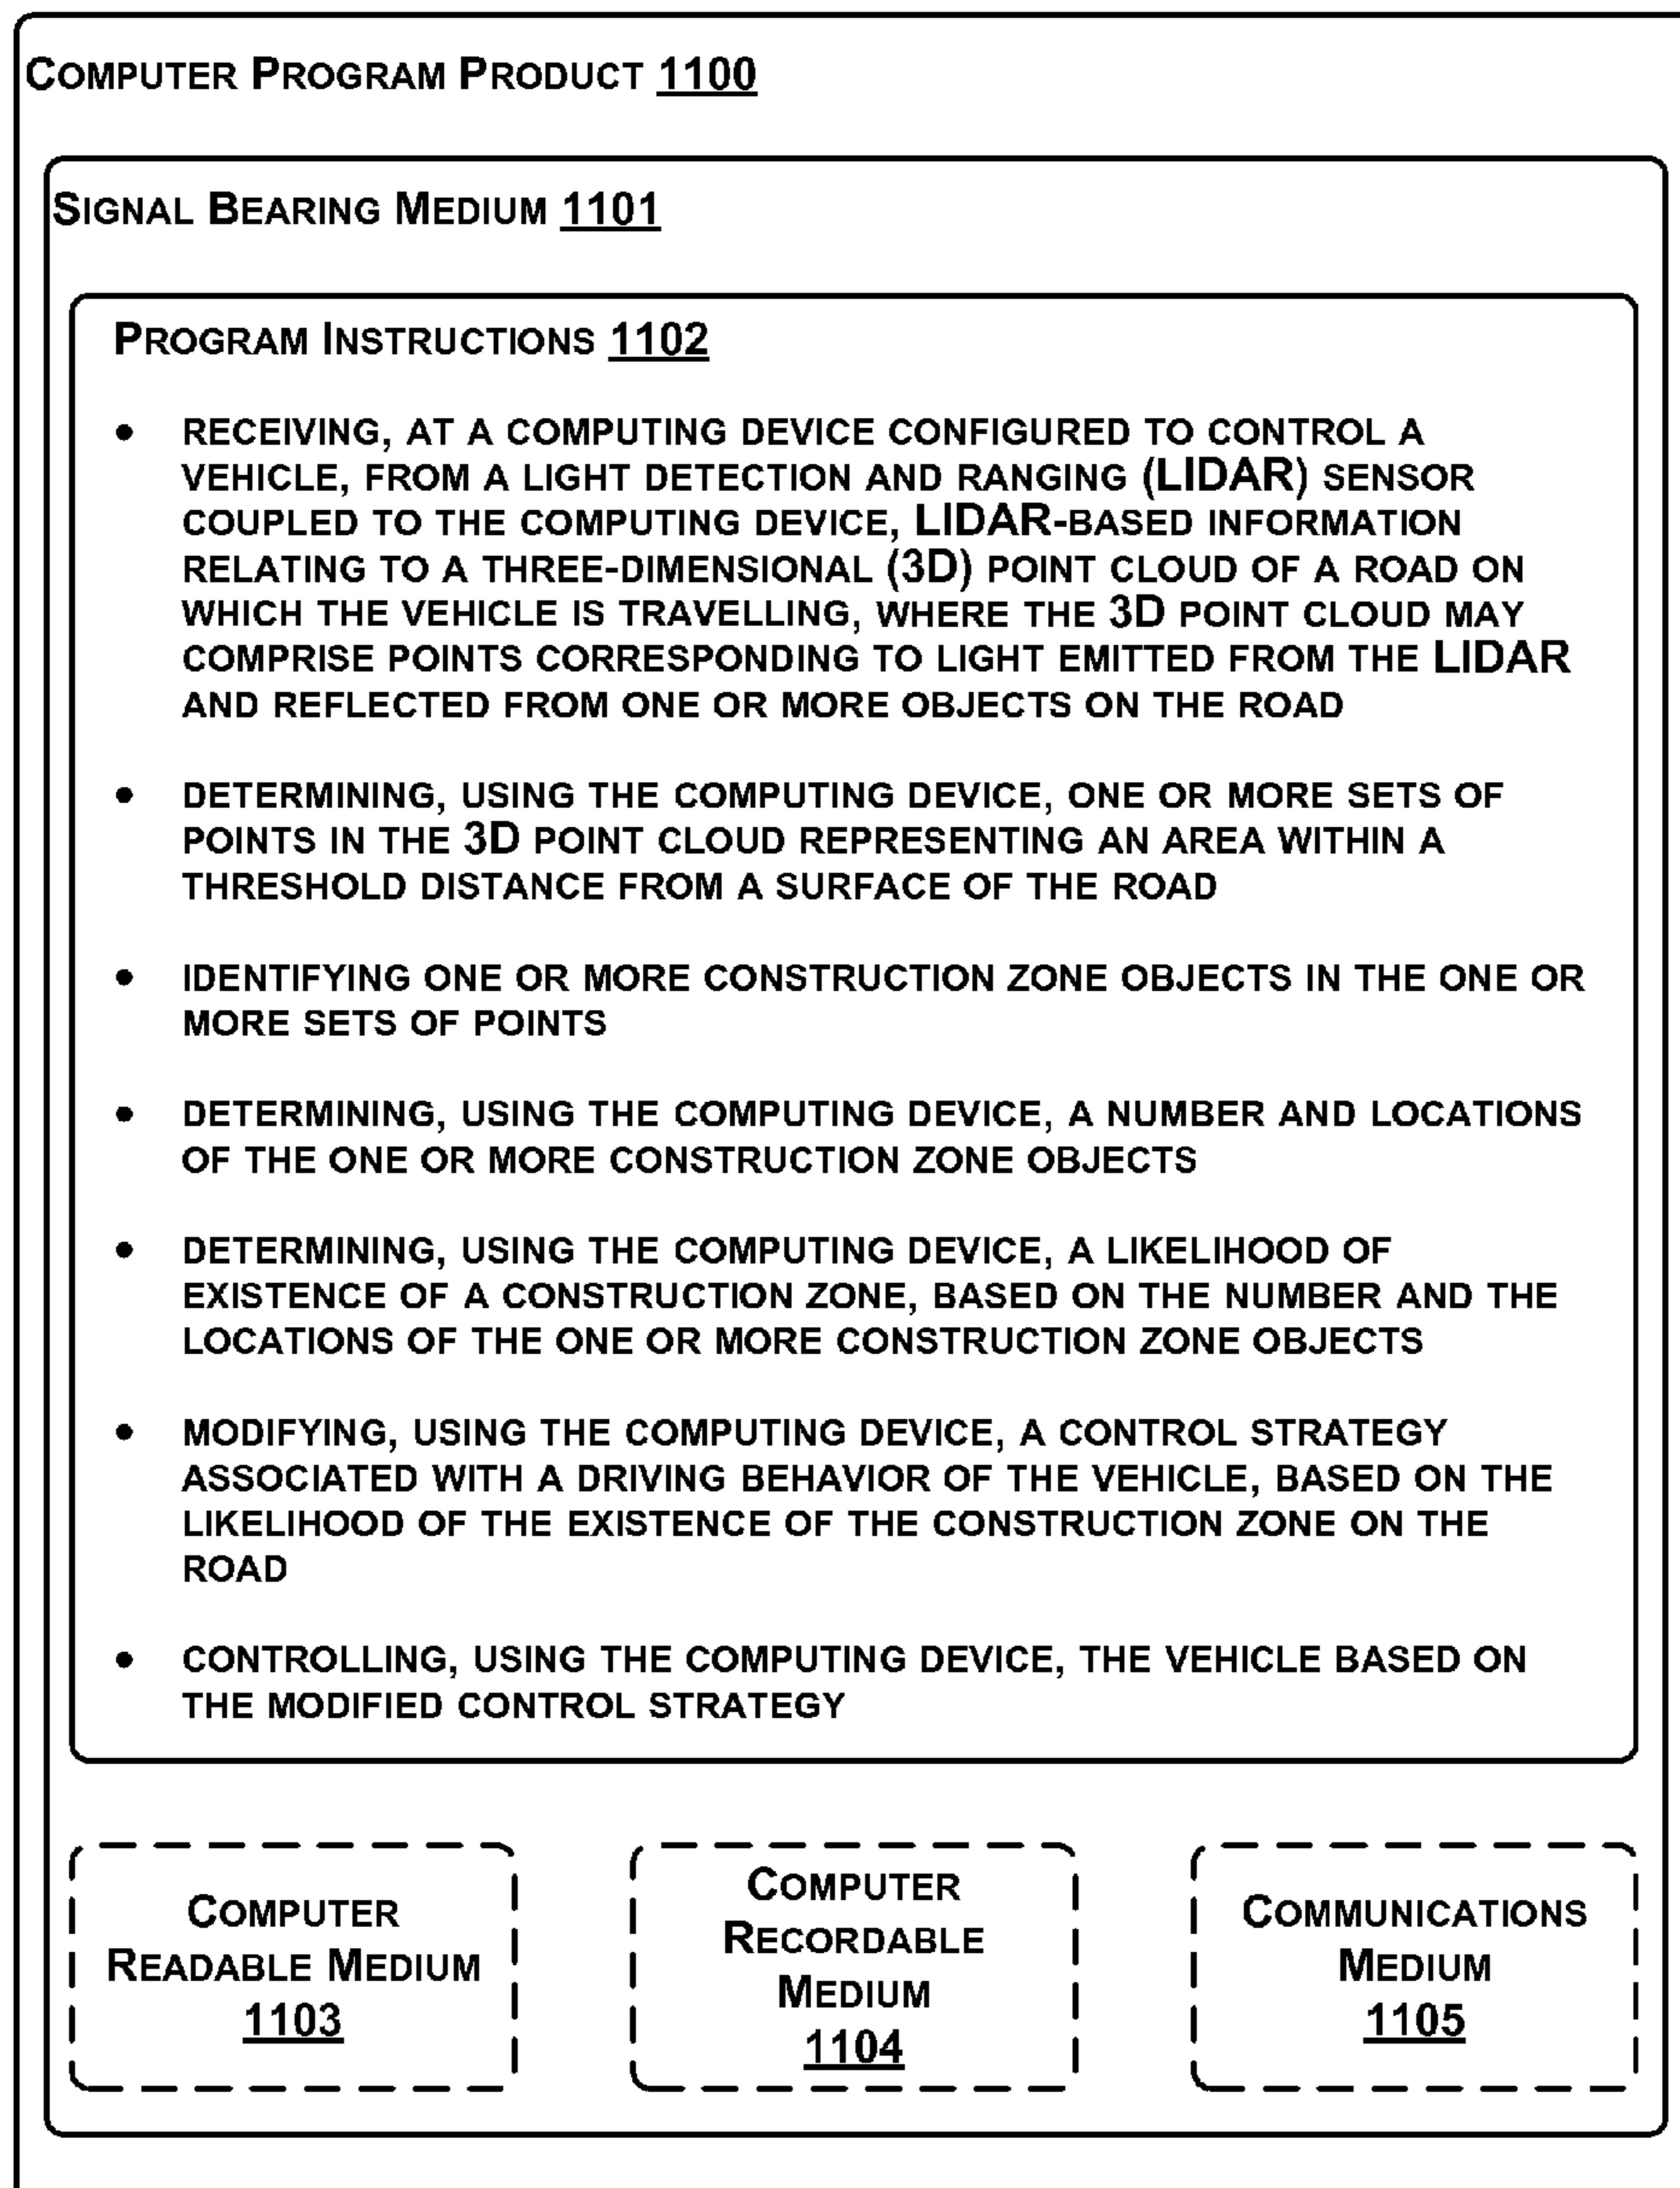 COMPUTER PROGRAM PRODUCT 1100
SIGNAL BEARING MEDIUM 1101
PROGRAM INSTRUCTIONS 1102
• RECEIVING, AT A COMPUTING DEVICE CONFIGURED TO CONTROL A
VEHICLE, FROM A LIGHT DETECTION AND RANGING (LIDAR) SENSOR
COUPLED TO THE COMPUTING DEVICE, LIDAR-BASED INFORMATION
RELATING TO A THREE-DIMENSIONAL (3D) POINT CLOUD OF A ROAD ON
WHICH THE VEHICLE IS TRAVELLING, WHERE THE 3D POINT CLOUD MAY
COMPRISE POINTS CORRESPONDING TO LIGHT EMITTED FROM THE LIDAR
AND REFLECTED FROM ONE OR MORE OBJECTS ON THE ROAD
• DETERMINING, USING THE COMPUTING DEVICE, ONE OR MORE SETS OF
POINTS IN THE 3D POINT CLOUD REPRESENTING AN AREA WITHIN A
THRESHOLD DISTANCE FROM A SURFACE OF THE ROAD
• IDENTIFYING ONE OR MORE CONSTRUCTION ZONE OBJECTS IN THE ONE OR
MORE SETS OF POINTS
• DETERMINING, USING THE COMPUTING DEVICE, A NUMBER AND LOCATIONS
OF THE ONE OR MORE CONSTRUCTION ZONE OBJECTS
• DETERMINING, USING THE COMPUTING DEVICE, A LIKELIHOOD OF
EXISTENCE OF A CONSTRUCTION ZONE, BASED ON THE NUMBER AND THE
LOCATIONS OF THE ONE OR MORE CONSTRUCTION ZONE OBJECTS
• MODIFYING, USING THE COMPUTING DEVICE, A CONTROL STRATEGY
ASSOCIATED WITH A DRIVING BEHAVIOR OF THE VEHICLE, BASED ON THE
LIKELIHOOD OF THE EXISTENCE OF THE CONSTRUCTION ZONE ON THE
ROAD
• CONTROLLING, USING THE COMPUTING DEVICE, THE VEHICLE BASED ON
THE MODIFIED CONTROL STRATEGY
COMPUTER
READABLE MEDIUM
1103
COMPUTER
RECORDABLE
MEDIUM
1104
COMMUNICATIONS
MEDIUM
1105